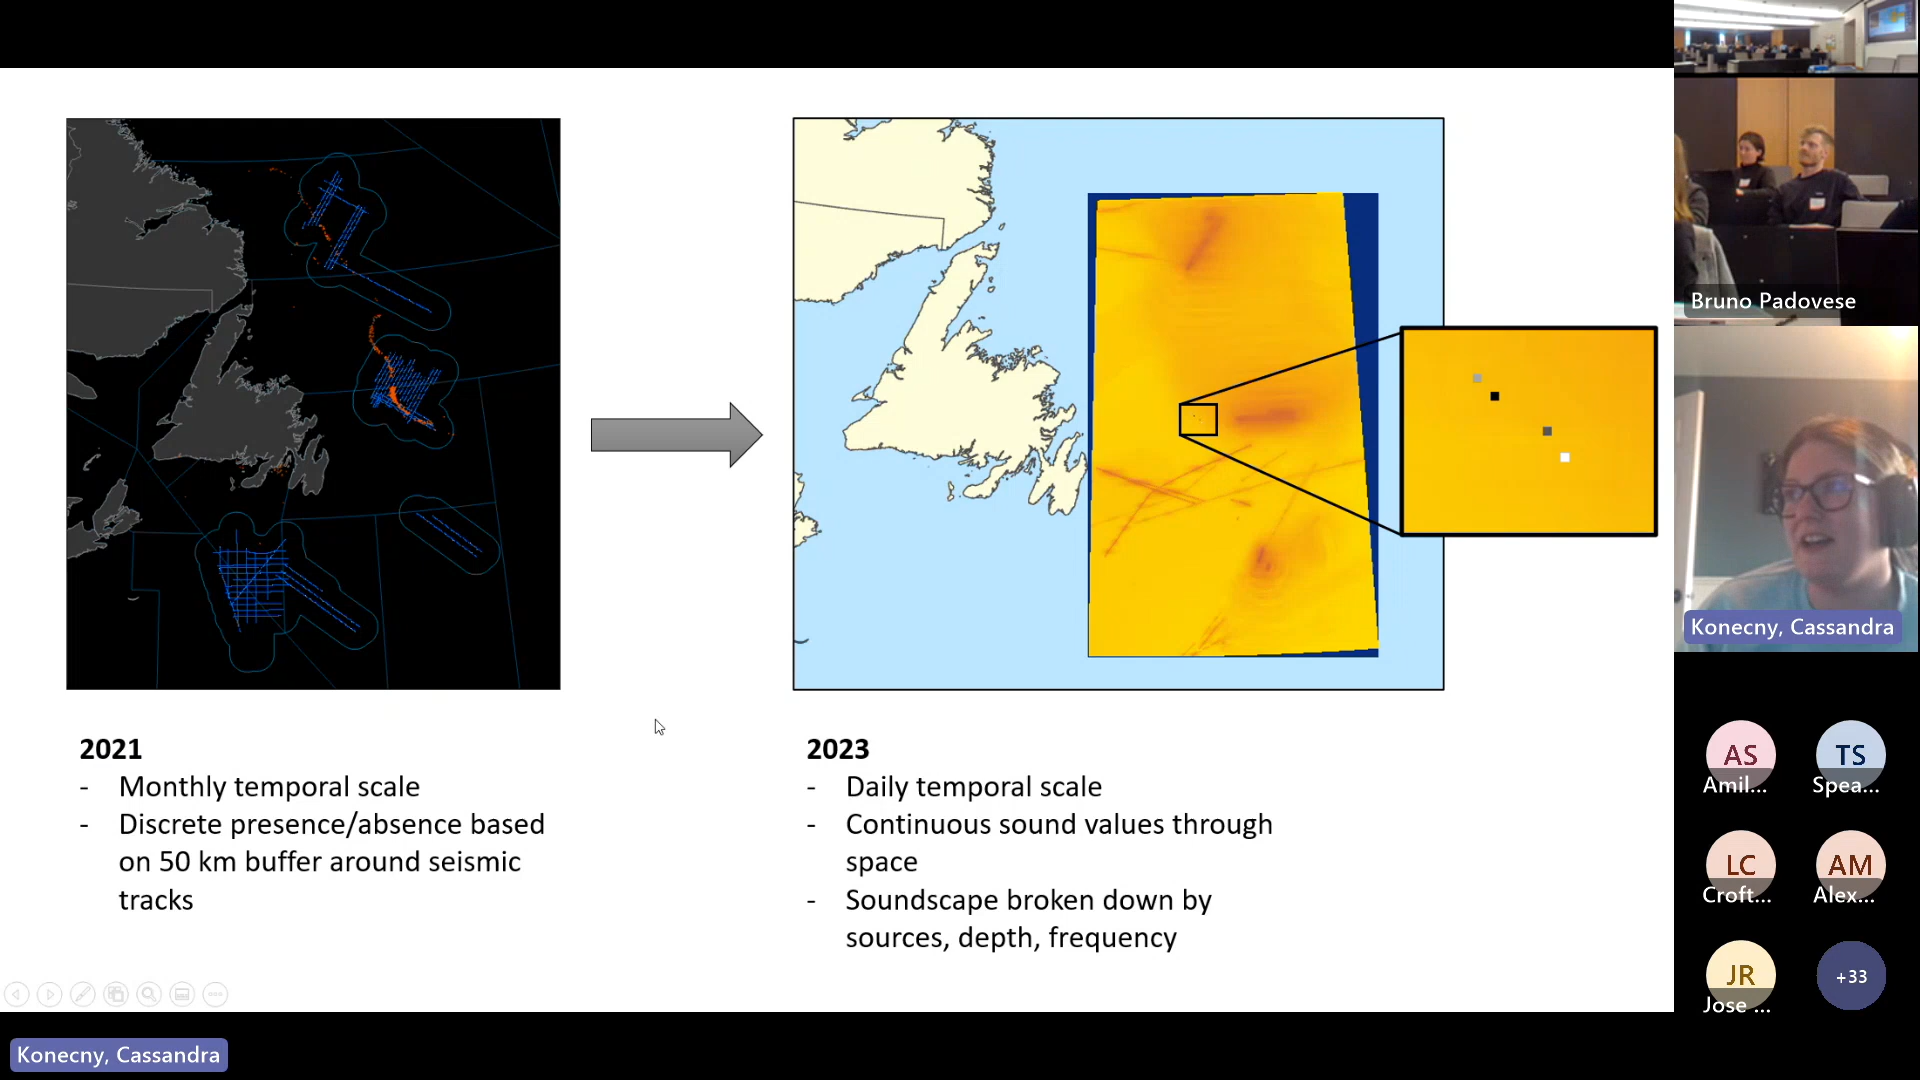 2021
- Monthly temporal scale
- Discrete presence/absence based
on 50 km buffer around seismic
tracks
2023
- Daily temporal scale
- Continuous sound values through
space
- Soundscape broken down by
sources, depth, frequency
Bruno Padovese
Konecny, Cassandra
AS
Amil...
TS
Spea...
LC
Croft...
AM
Alex...
JR
Jose ...
+33
Konecny, Cassandra